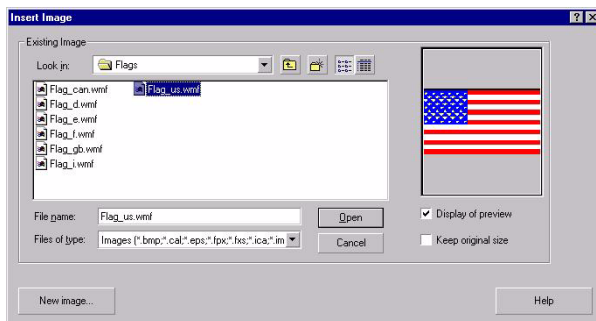 Insert Image
Existing Image
Look in: Flags
Flag_can.wmf Flag_us.wmf
Flag_d.wmf
Flag_e.wmf
Flag_f.wmf
Flag_gb.wmf
Flag_i.wmf
File name: Flag_us.wmf Open Display of preview
Files of type: Images (*.bmp;*.cal;*.eps;*.fpx;*.fxs;*.ica;*.im Cancel Keep original size
New image... Help